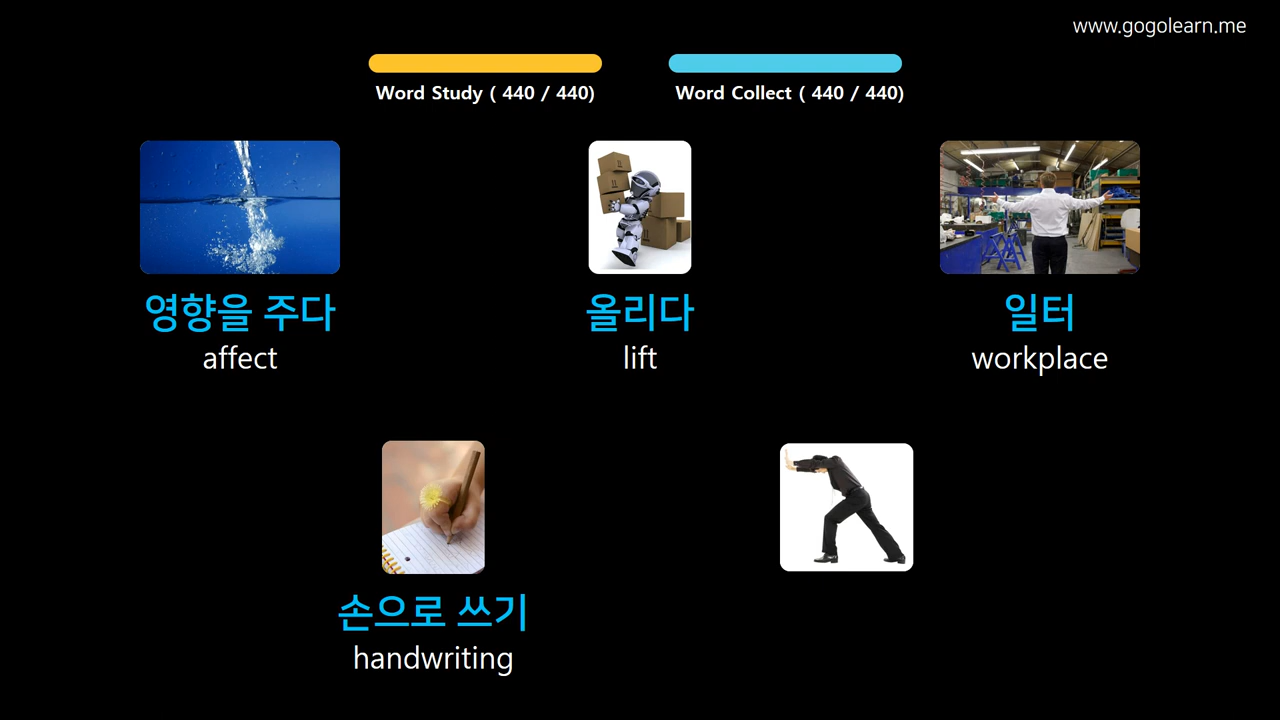 www.gogolearn.me
Word Study ( 440 / 440)
Word Collect ( 440 / 440)
영향을 주다
affect
올리다
lift
일터
workplace
손으로 쓰기
handwriting